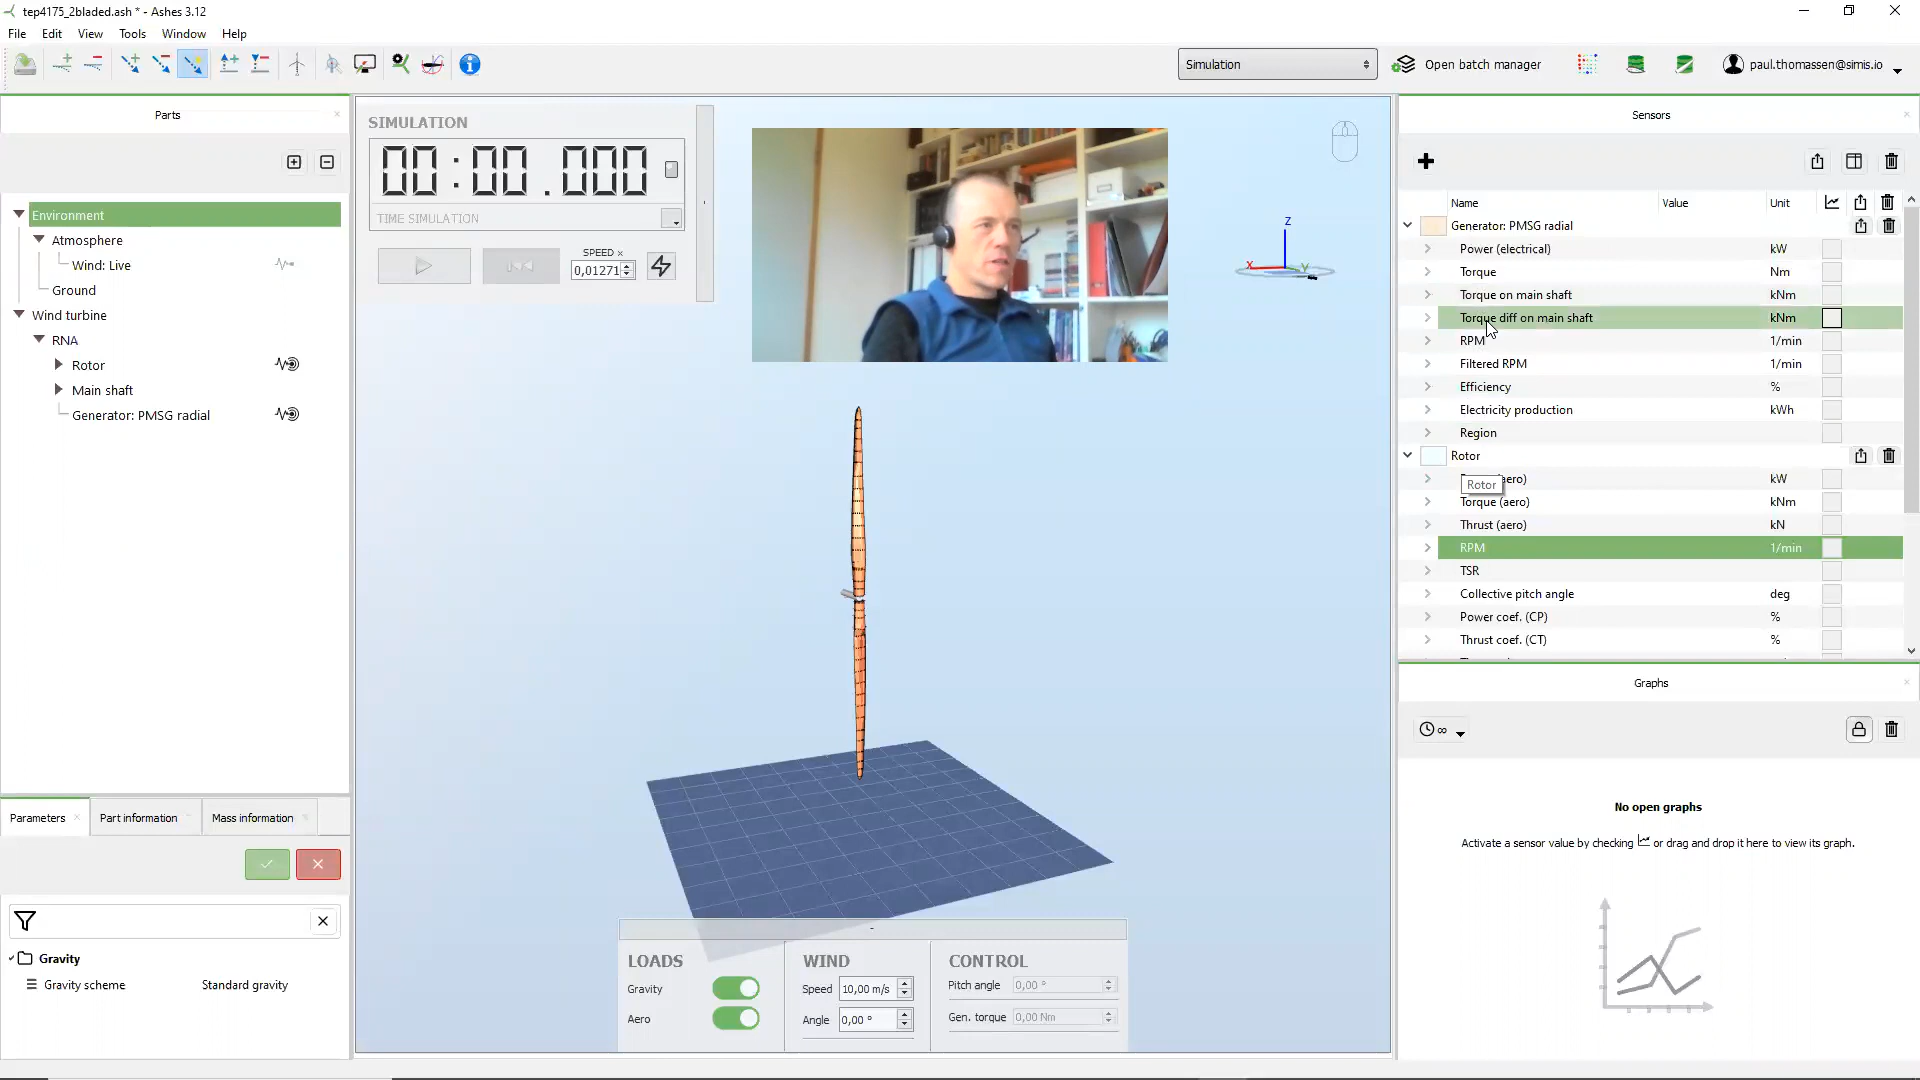 tep4175_2bladed.ash * - Ashes 3.12
File Edit View Tools Window Help
Simulation
Open batch manager
paul.thomassen@simis.io
Parts
Environment
Atmosphere
Wind: Live
Ground
Wind turbine
RNA
Rotor
Main shaft
Generator: PMSG radial
Parameters
Part information
Mass information
Gravity
Gravity scheme
Standard gravity
SIMULATION
00:00.000
TIME SIMULATION
SPEED x
0,01271
Z
X
Y
LOADS
Gravity
Aero
WIND
Speed 10,00 m/s
Angle 0,00 °
CONTROL
Pitch angle 0,00 °
Gen. torque 0,00 Nm
Sensors
Name Value Unit
Generator: PMSG radial
Power (electrical) kW
Torque Nm
Torque on main shaft kNm
Torque diff on main shaft kNm
RPM 1/min
Filtered RPM 1/min
Efficiency %
Electricity production kWh
Region
Rotor
aero) kW
Rotor
Torque (aero) kNm
Thrust (aero) kN
RPM 1/min
TSR
Collective pitch angle deg
Power coef. (CP) %
Thrust coef. (CT) %
Graphs
∞
No open graphs
Activate a sensor value by checking or drag and drop it here to view its graph.